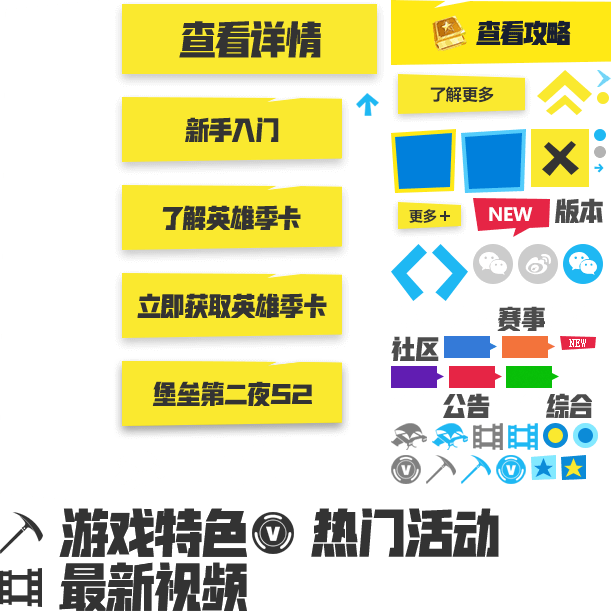 查看详情
查看攻略
了解更多
新手入门
更多+
NEW
版本
了解英雄季卡
立即获取英雄季卡
赛事
社区
NEW
堡垒第二夜S2
公告
综合
游戏特色
热门活动
最新视频